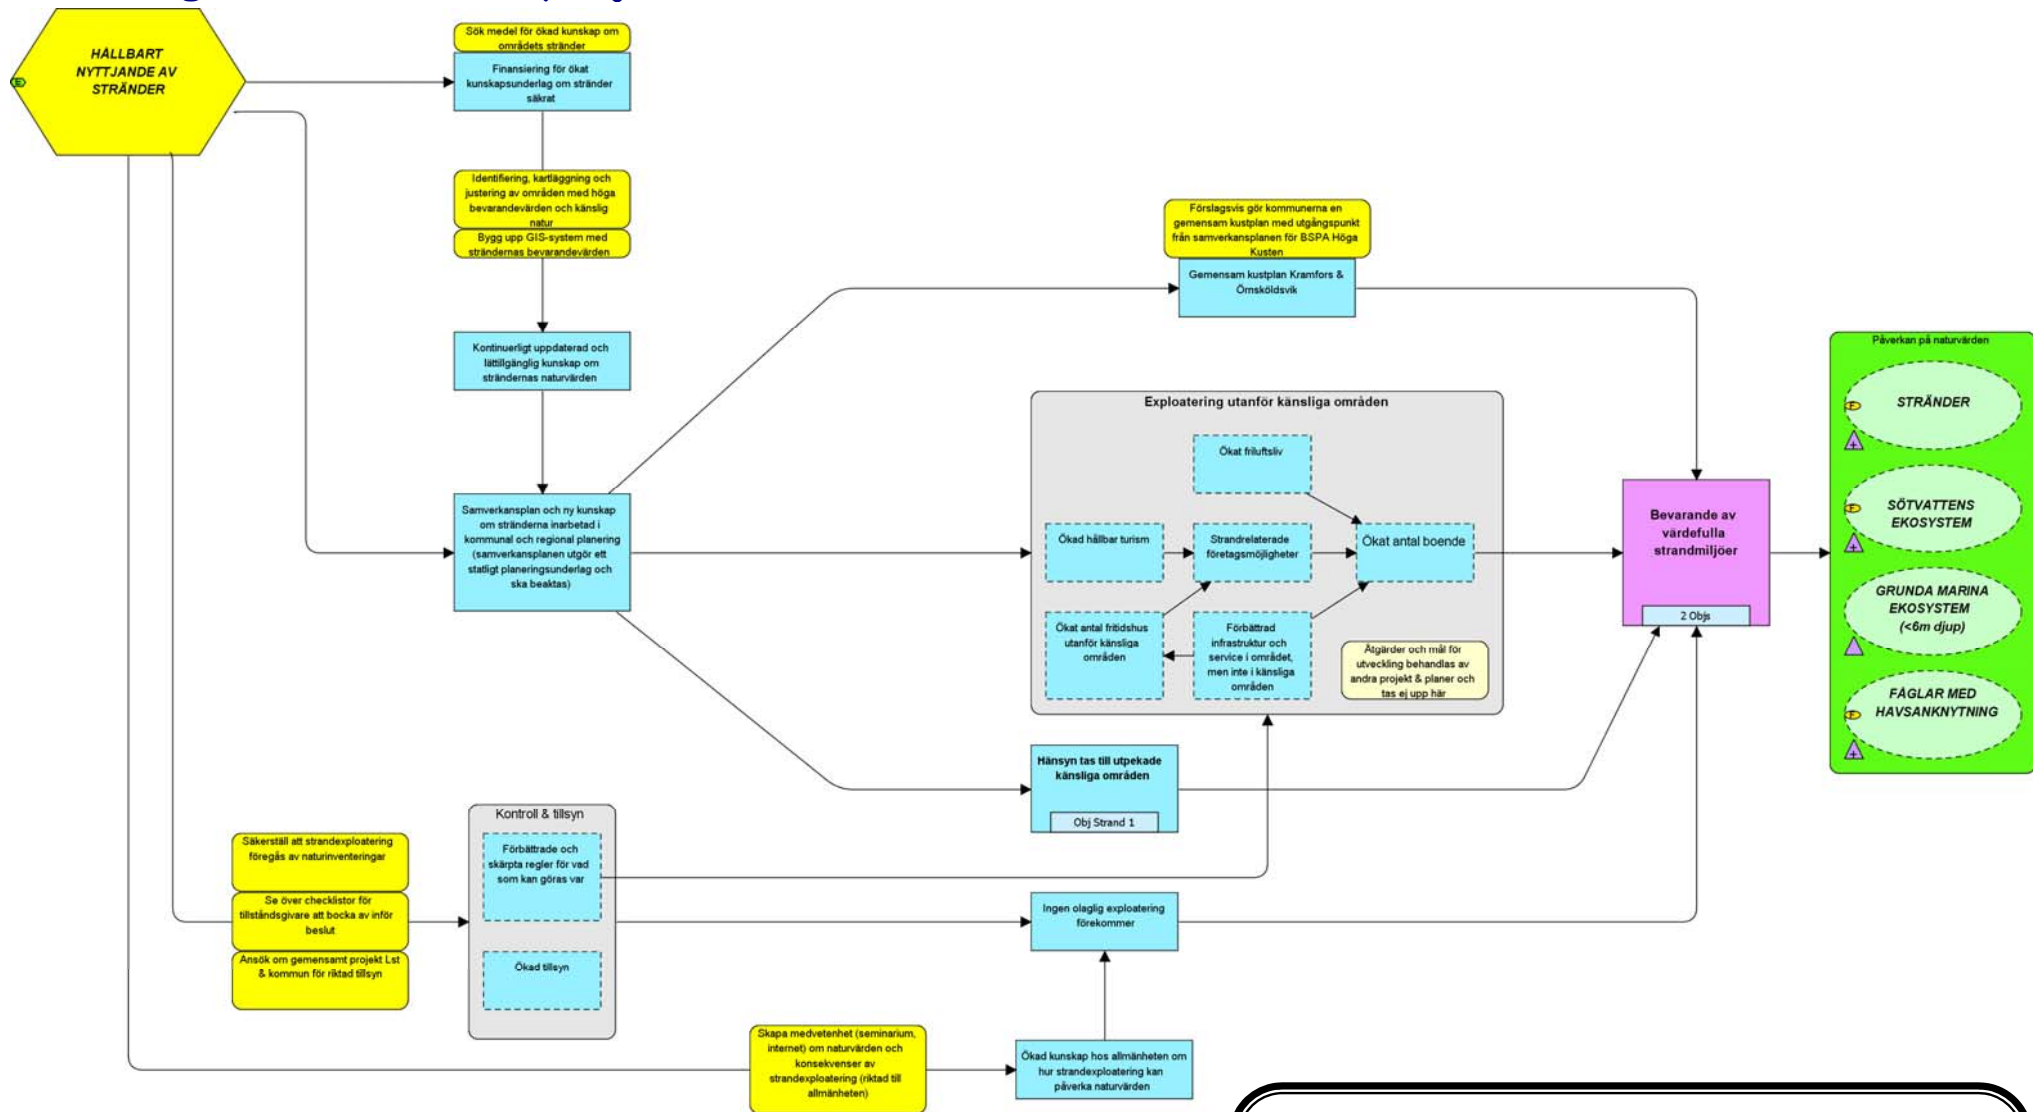 HÅLLBART
NYTTJANDE AV
STRÄNDER
Sök medel för ökad kunskap om
områdets stränder
Finansiering för ökat
kunskapsunderlag om stränder
säkrat
Identifiering, kartläggning och
justering av områden med höga
bevarandevärden och känslig
natur
Bygg upp GIS-system med
strändernas bevarandevärden
Kontinuerligt uppdaterad och
lättillgänglig kunskap om
strändernas naturvärden
Samverkansplan och ny kunskap
om stränderna inarbetad i
kommunal och regional planering
(samverkansplanen utgör ett
statligt planeringsunderlag och
ska beaktas)
Förslagsvis gör kommunerna en
gemensam kustplan med utgångspunkt
från samverkansplanen för BSPA Höga
Kusten
Gemensam kustplan Kramfors &
Örnsköldsvik
Exploatering utanför känsliga områden
Ökat friluftsliv
Ökad hållbar turism
Strandrelaterade
företagsmöjligheter
Ökat antal boende
Ökat antal fritidshus
utanför känsliga
områden
Förbättrad
infrastruktur och
service i området,
men inte i känsliga
områden
Åtgärder och mål för
utveckling behandlas av
andra projekt & planer och
tas ej upp här
Hänsyn tas till utpekade
känsliga områden
Obj Strand 1
Bevarande av
värdefulla
strandmiljöer
2 Objs
Påverkan på naturvärden
STRÄNDER
SÖTVATTENS
EKOSYSTEM
GRUNDA MARINA
EKOSYSTEM
(<6m djup)
FÅGLAR MED
HAVSANKNYTNING
Säkerställ att strandexploatering
föregås av naturinventeringar
Se över checklistor för
tillståndsgivare att bocka av inför
beslut
Ansök om gemensamt projekt Lst
& kommun för riktad tillsyn
Kontroll & tillsyn
Förbättrade och
skärpta regler för vad
som kan göras var
Ökad tillsyn
Ingen olaglig exploatering
förekommer
Skapa medvetenhet (seminarium,
internet) om naturvärden och
konsekvenser av
strandexploatering (riktad till
allmänheten)
Ökad kunskap hos allmänheten om
hur strandexploatering kan
påverka naturvärden